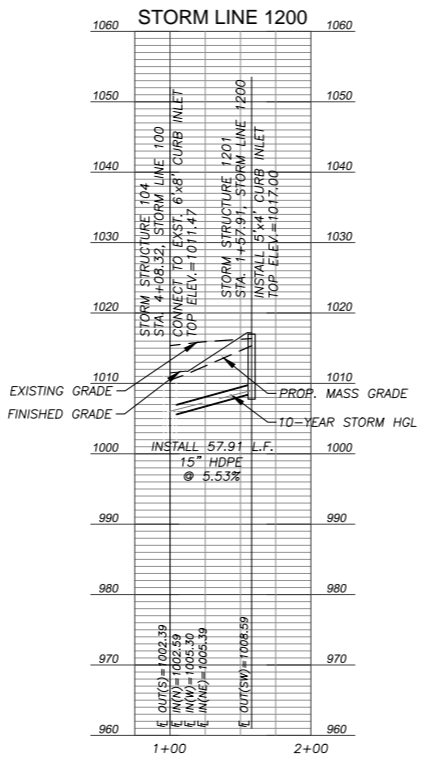 STORM LINE 1200
1060 1060
1050 1050
1040 1040
1030 1030
1020 1020
1010 1010
1000 1000
990 990
980 980
970 970
960 960
STORM STRUCTURE 104
STA. 4+08.32, STORM LINE 100
CONNECT TO EXST. 6'x8' CURB INLET
TOP ELEV.=1011.47
STORM STRUCTURE 1201
STA. 1+57.91, STORM LINE 1200
INSTALL 5'x4' CURB INLET
TOP ELEV.=1017.00
EXISTING GRADE
FINISHED GRADE
PROP. MASS GRADE
10-YEAR STORM HGL
INSTALL 57.91 L.F.
15" HDPE
@ 5.53%
FL OUT(S)=1002.39
FL IN(N)=1002.59
FL IN(W)=1005.30
FL IN(NE)=1005.39
FL OUT(SW)=1008.59
1+00 2+00